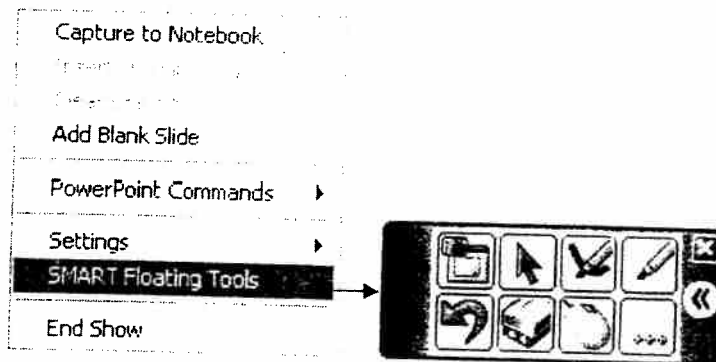 Capture to Notebook
Add Blank Slide
PowerPoint Commands
Settings
SMART Floating Tools
End Show